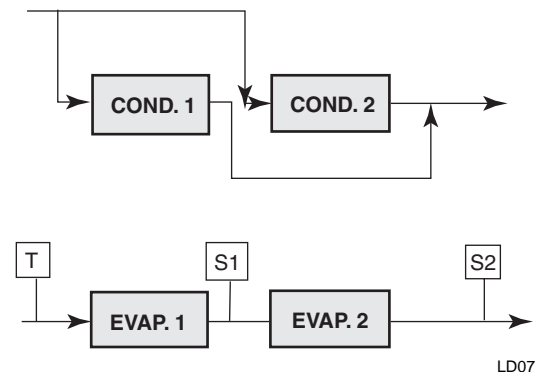 COND. 1
COND. 2
T
S1
S2
EVAP. 1
EVAP. 2
LD07